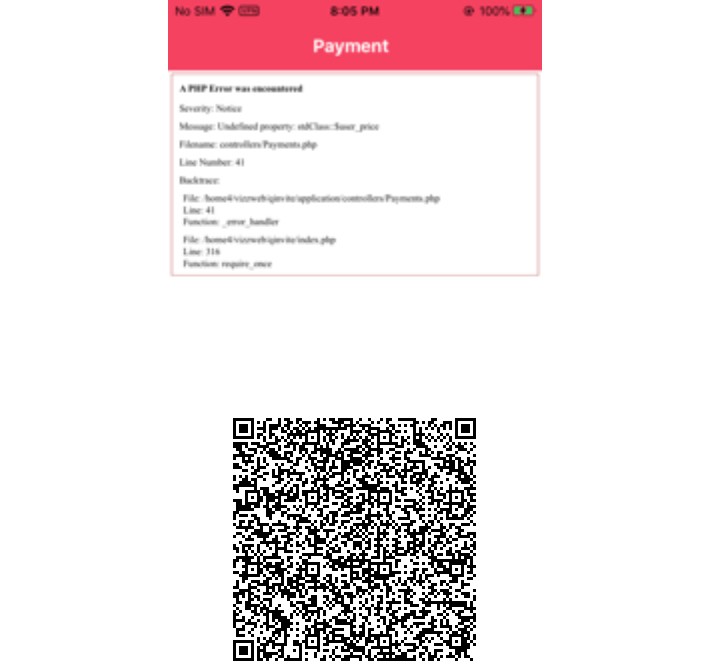 No SIM VPN 8:05 PM 100%
Payment
A PHP Error was encountered
Severity: Notice
Message: Undefined property: stdClass::$user_price
Filename: controllers/Payments.php
Line Number: 41
Backtrace:
File: /home4/vizzweb/qinvite/application/controllers/Payments.php
Line: 41
Function: _error_handler
File: /home4/vizzweb/qinvite/index.php
Line: 316
Function: require_once